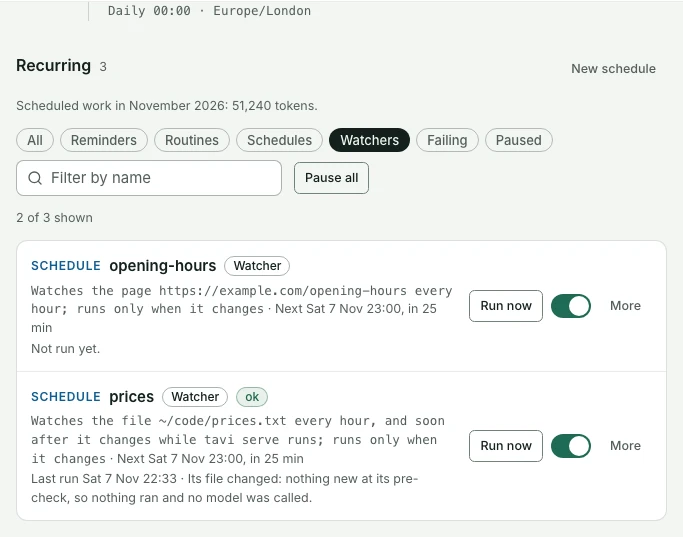 Daily 00:00 · Europe/London
Recurring 3
New schedule
Scheduled work in November 2026: 51,240 tokens.
All Reminders Routines Schedules Watchers Failing Paused
Filter by name
Pause all
2 of 3 shown
SCHEDULE opening-hours Watcher
Watches the page https://example.com/opening-hours every
hour; runs only when it changes · Next Sat 7 Nov 23:00, in 25
min
Not run yet.
Run now
More
SCHEDULE prices Watcher ok
Watches the file ~/code/prices.txt every hour, and soon
after it changes while tavi serve runs; runs only when
it changes · Next Sat 7 Nov 23:00, in 25 min
Last run Sat 7 Nov 22:33 · Its file changed: nothing new at its pre-
check, so nothing ran and no model was called.
Run now
More